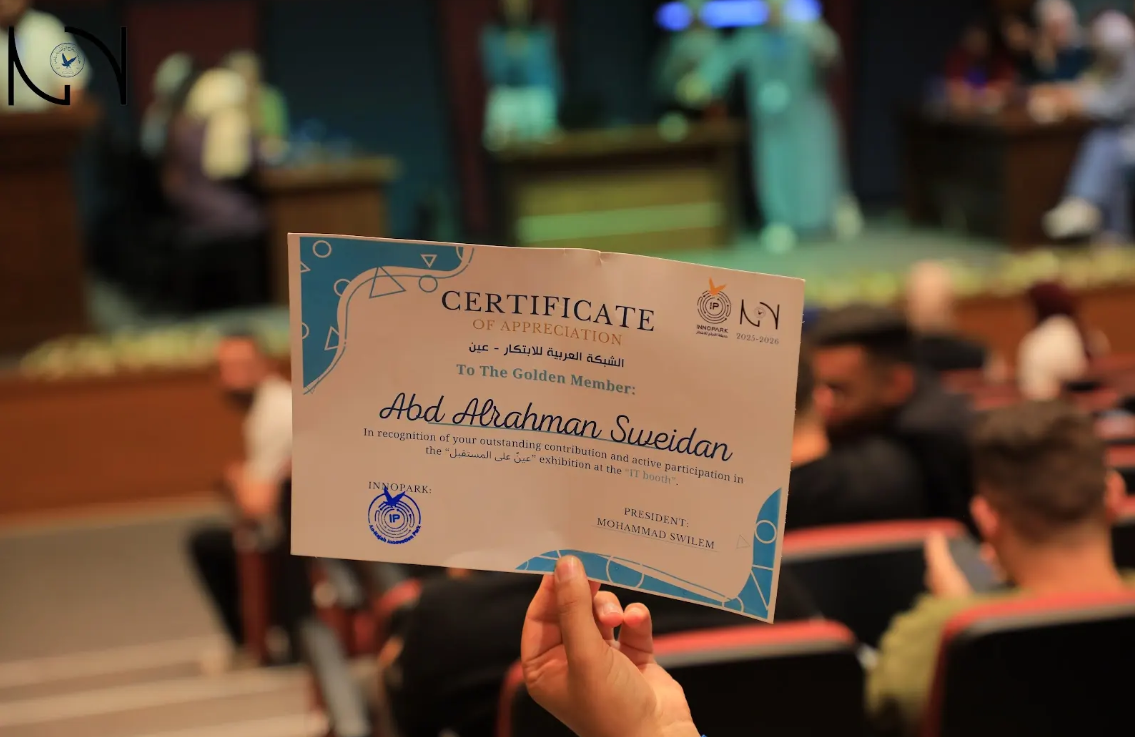 CERTIFICATE
OF APPRECIATION
الشبكة العربية للابتكار - عين
To The Golden Member:
Abd Alrahman Sweidan
In recognition of your outstanding contribution and active participation in
the "عينٌ على المستقبل" exhibition at the "IT booth".
INNOPARK:
IP
PRESIDENT:
MOHAMMAD SWILEM
IP
INNOPARK
2025-2026